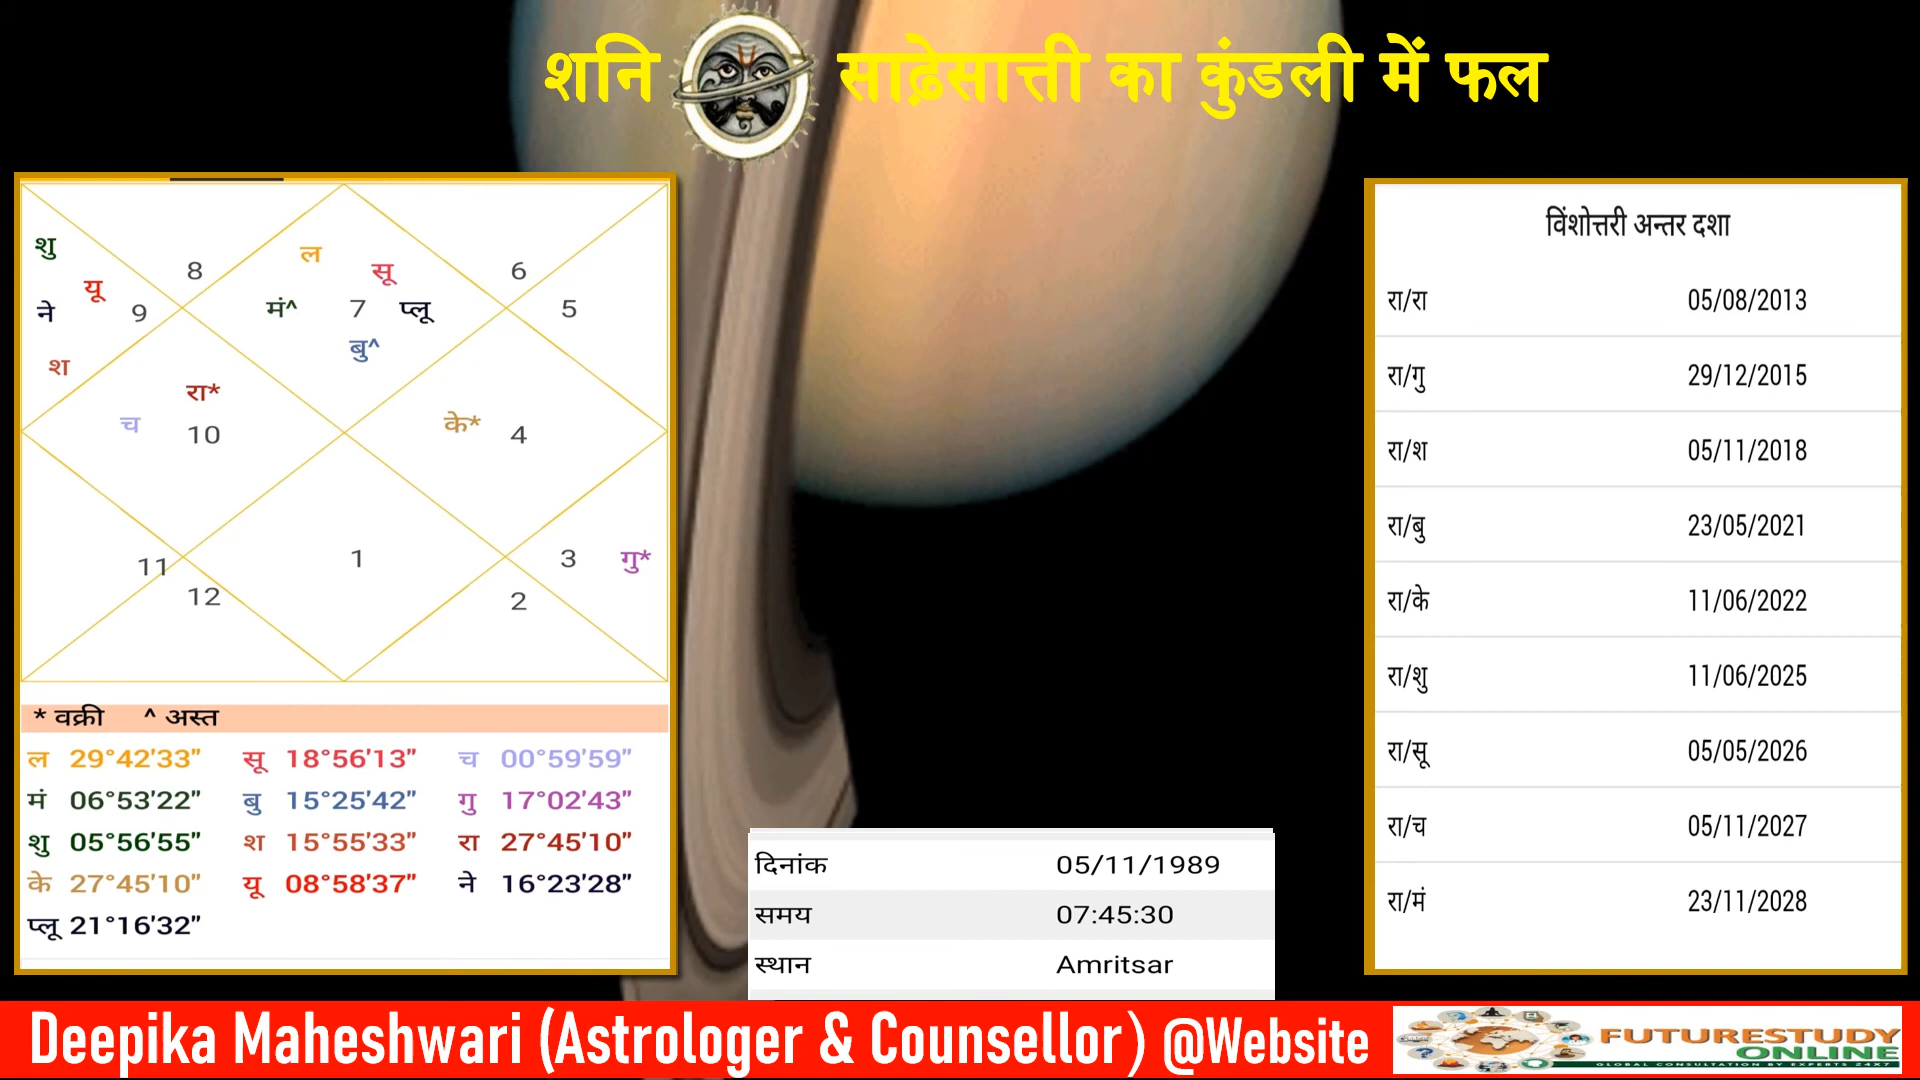 शनि साढ़ेसात्ती का कुंडली में फल
शु
8
ल
सू
6
यू
ने
9
मं^
7
प्लू
5
बु^
श
रा*
च
10
के*
4
11
1
3
गु*
12
2
* वक्री ^ अस्त
ल 29°42'33" सू 18°56'13" च 00°59'59"
मं 06°53'22" बु 15°25'42" गु 17°02'43"
शु 05°56'55" श 15°55'33" रा 27°45'10"
के 27°45'10" यू 08°58'37" ने 16°23'28"
प्लू 21°16'32"
दिनांक 05/11/1989
समय 07:45:30
स्थान Amritsar
विंशोत्तरी अन्तर दशा
रा/रा 05/08/2013
रा/गु 29/12/2015
रा/श 05/11/2018
रा/बु 23/05/2021
रा/के 11/06/2022
रा/शु 11/06/2025
रा/सू 05/05/2026
रा/च 05/11/2027
रा/मं 23/11/2028
Deepika Maheshwari (Astrologer & Counsellor) @Website
FUTURESTUDY
ONLINE
GLOBAL CONSULTATION BY EXPERTS 24X7